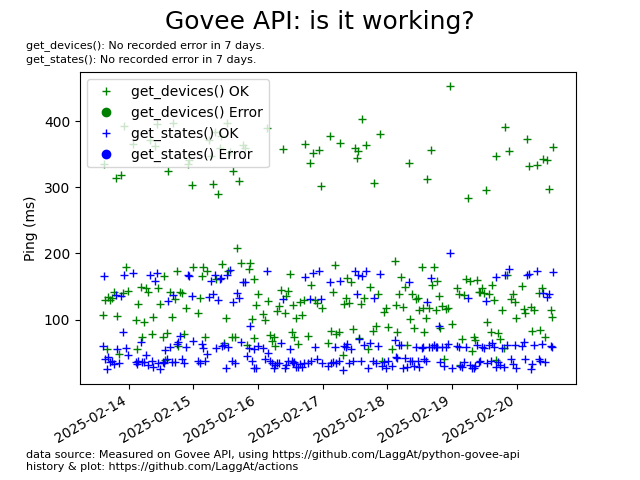 Govee API: is it working?
get_devices(): No recorded error in 7 days.
get_states(): No recorded error in 7 days.
get_devices() OK
get_devices() Error
get_states() OK
get_states() Error
Ping (ms)
400
300
200
100
2025-02-14
2025-02-15
2025-02-16
2025-02-17
2025-02-18
2025-02-19
2025-02-20
data source: Measured on Govee API, using https://github.com/LaggAt/python-govee-api
history & plot: https://github.com/LaggAt/actions